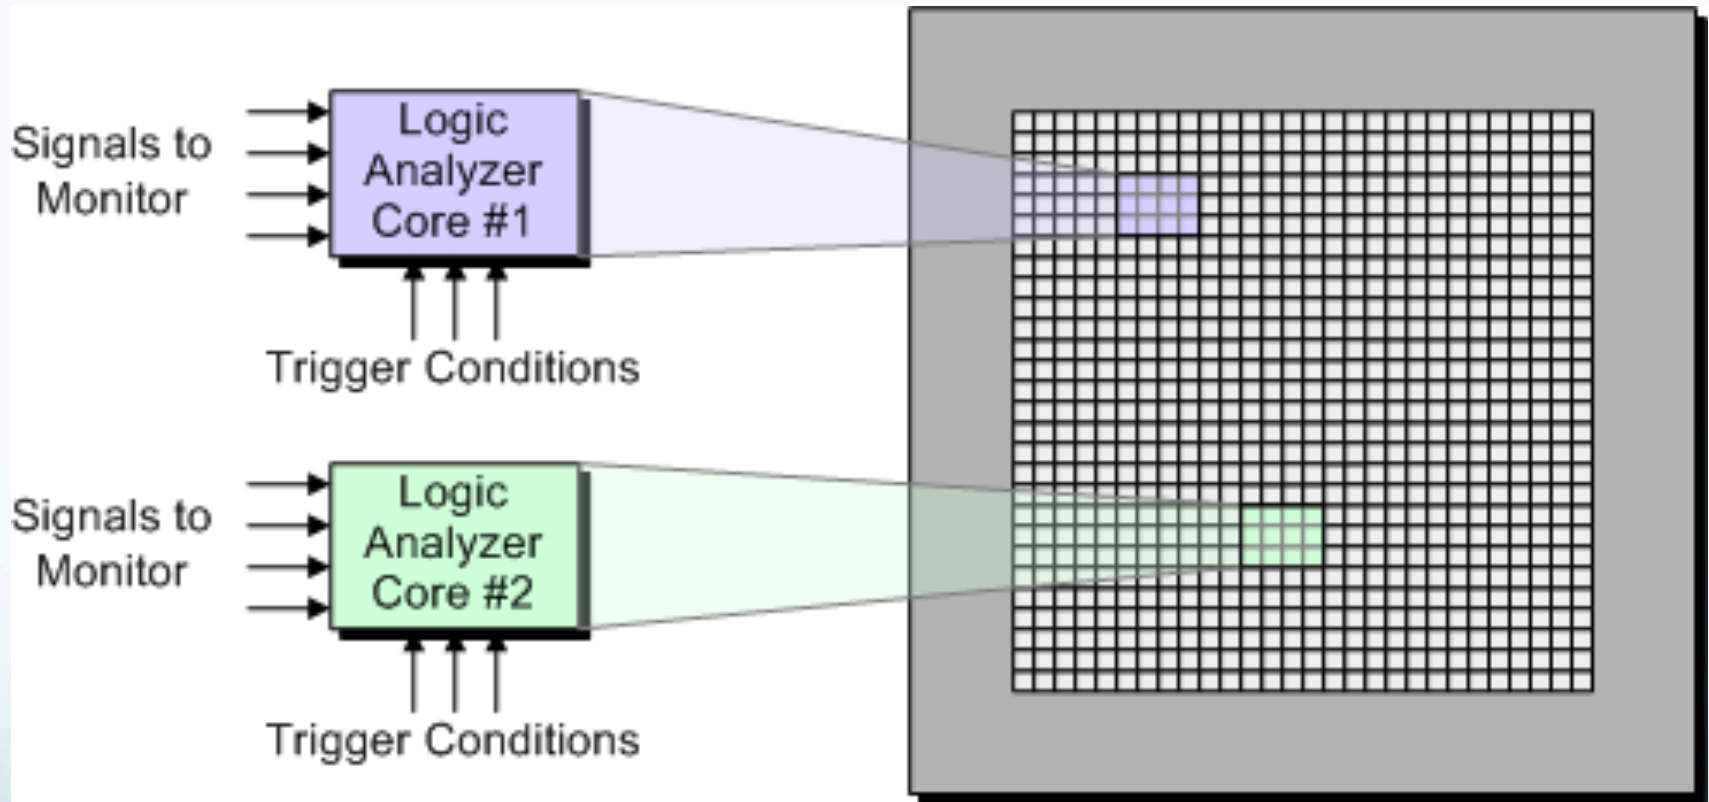 Signals to
Monitor
Logic
Analyzer
Core #1
Trigger Conditions
Signals to
Monitor
Logic
Analyzer
Core #2
Trigger Conditions